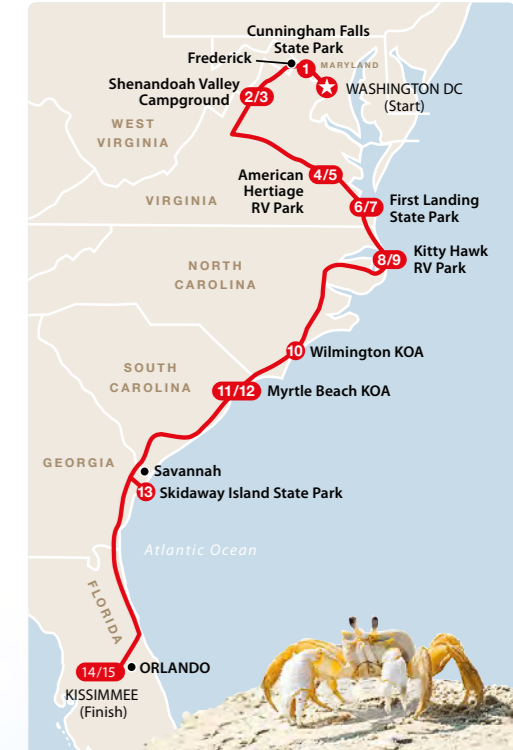 Cunningham Falls
State Park
Frederick
1
MARYLAND
WASHINGTON DC
(Start)
Shenandoah Valley
Campground
2/3
WEST
VIRGINIA
American
Hertiage
RV Park
4/5
VIRGINIA
6/7
First Landing
State Park
8/9
Kitty Hawk
RV Park
NORTH
CAROLINA
10
Wilmington KOA
SOUTH
CAROLINA
11/12
Myrtle Beach KOA
GEORGIA
Savannah
13
Skidaway Island State Park
Atlantic Ocean
FLORIDA
14/15
ORLANDO
KISSIMMEE
(Finish)